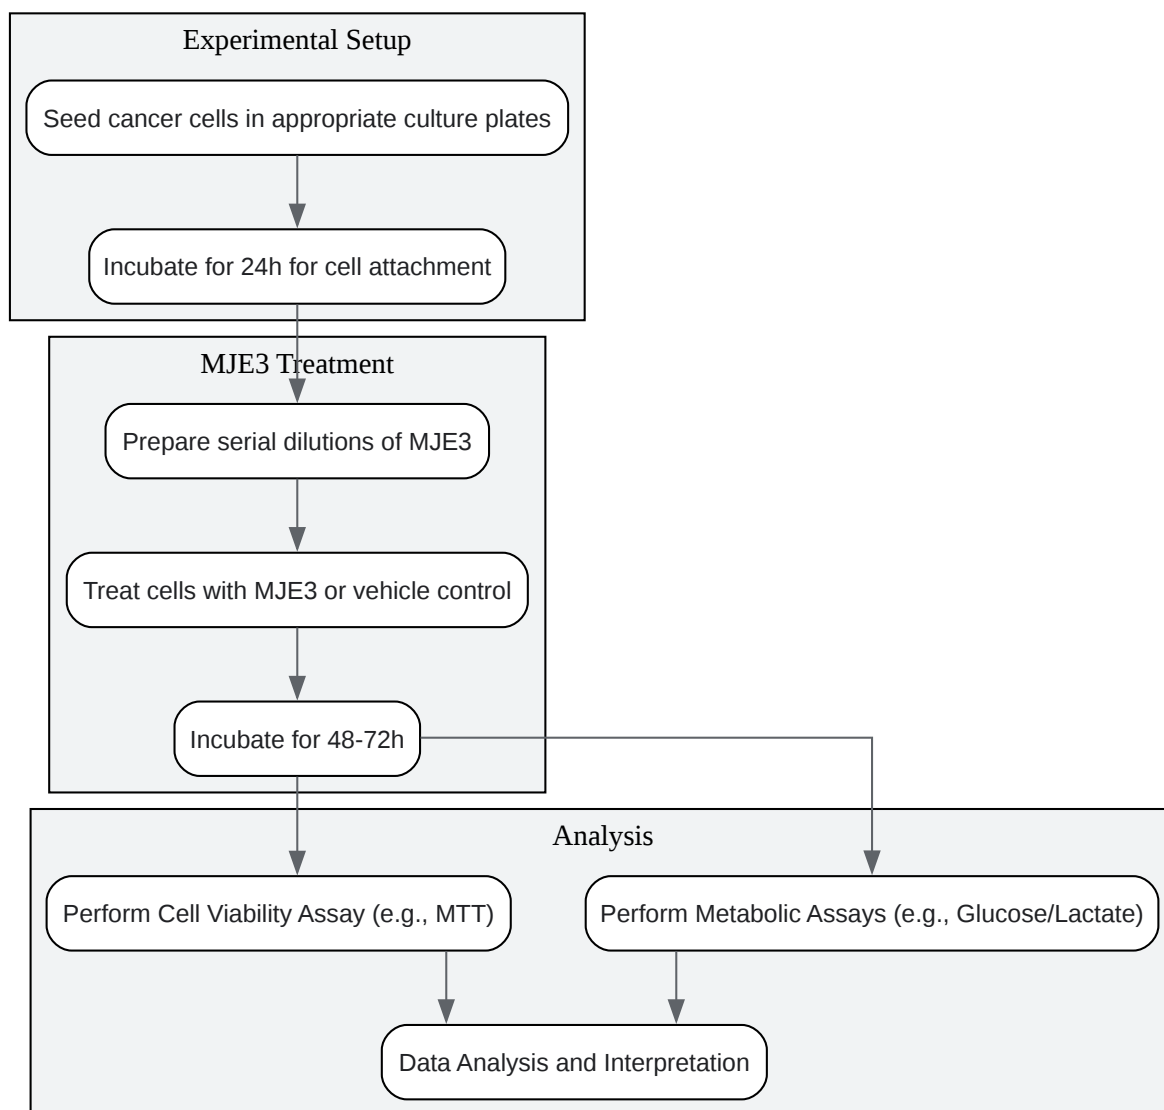 Experimental Setup
Seed cancer cells in appropriate culture plates
Incubate for 24h for cell attachment
MJE3 Treatment
Prepare serial dilutions of MJE3
Treat cells with MJE3 or vehicle control
Incubate for 48-72h
Analysis
Perform Cell Viability Assay (e.g., MTT)
Perform Metabolic Assays (e.g., Glucose/Lactate)
Data Analysis and Interpretation